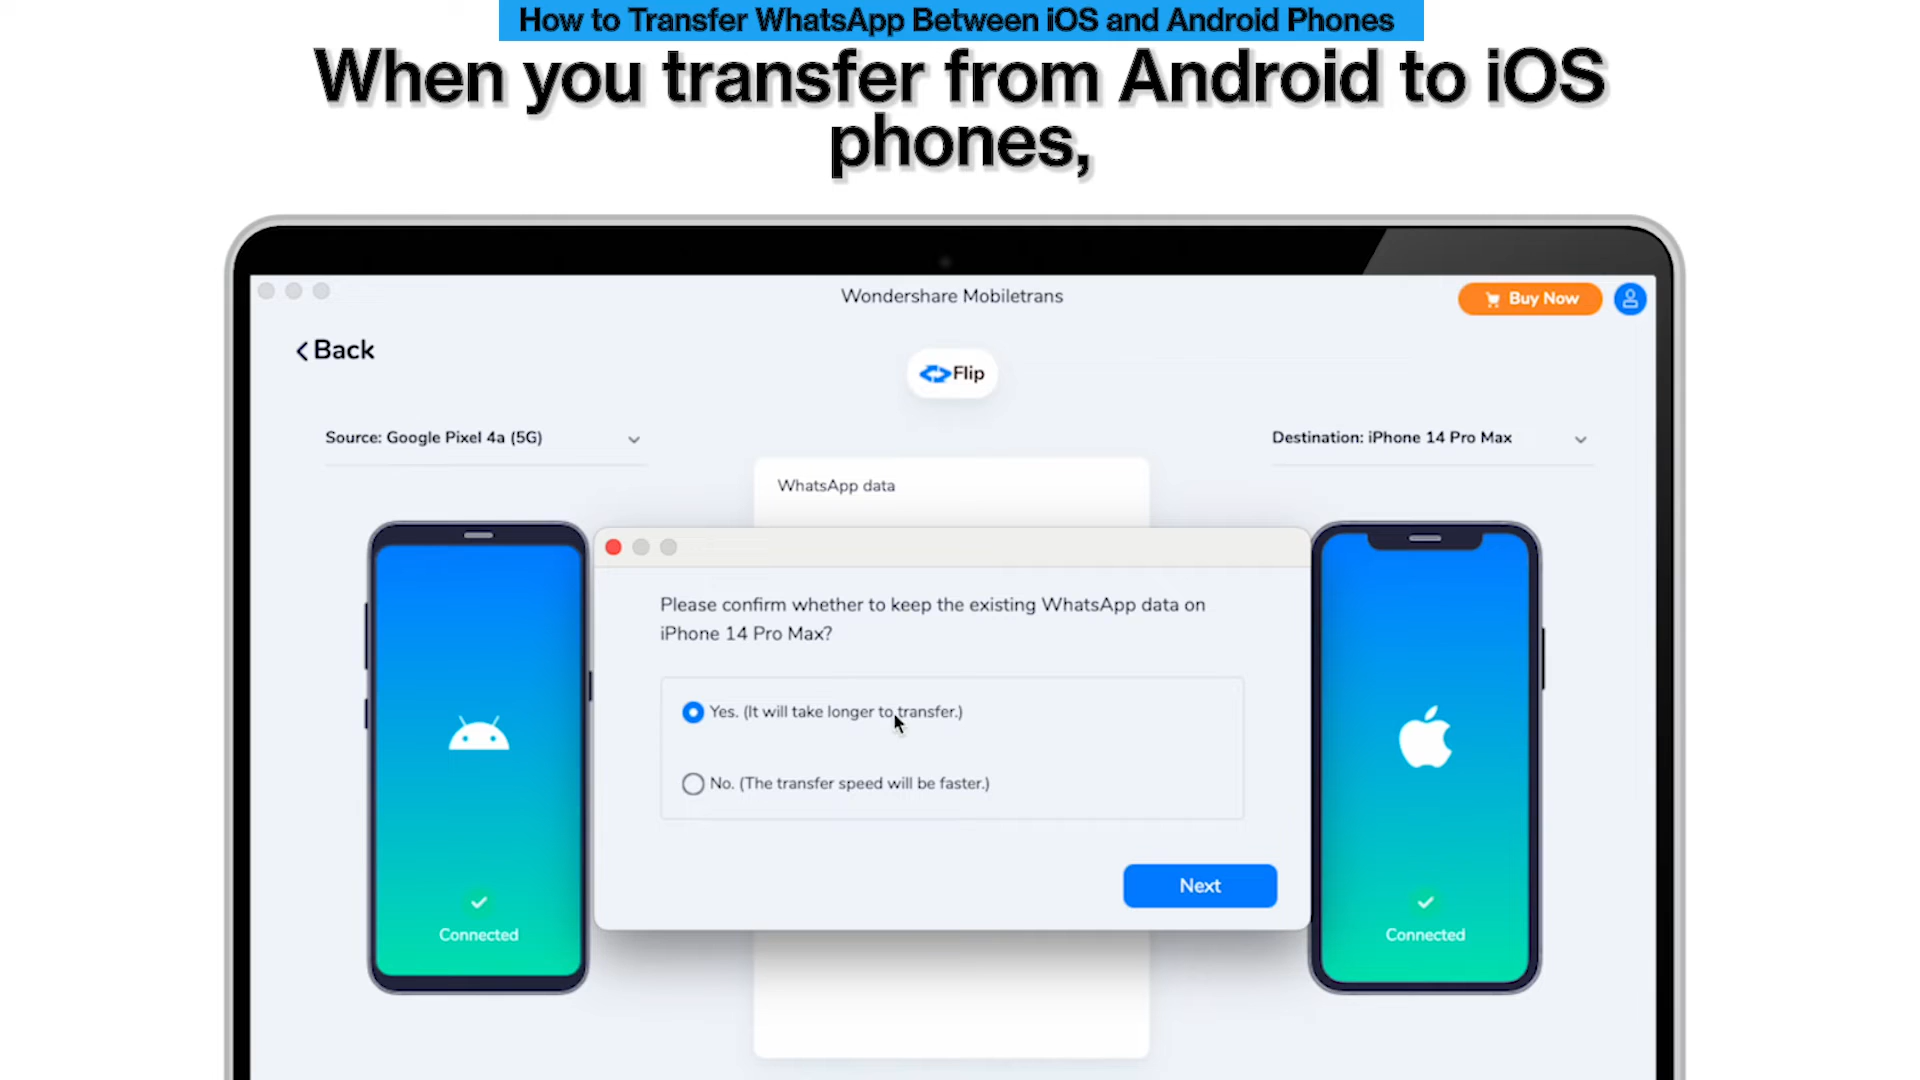 How to Transfer WhatsApp Between iOS and Android Phones
When you transfer from Android to iOS
phones,
Wondershare Mobiletrans
Buy Now
Back
Flip
Source: Google Pixel 4a (5G)
Destination: iPhone 14 Pro Max
WhatsApp data
Please confirm whether to keep the existing WhatsApp data on
iPhone 14 Pro Max?
Yes. (It will take longer to transfer.)
No. (The transfer speed will be faster.)
Next
Connected
Connected